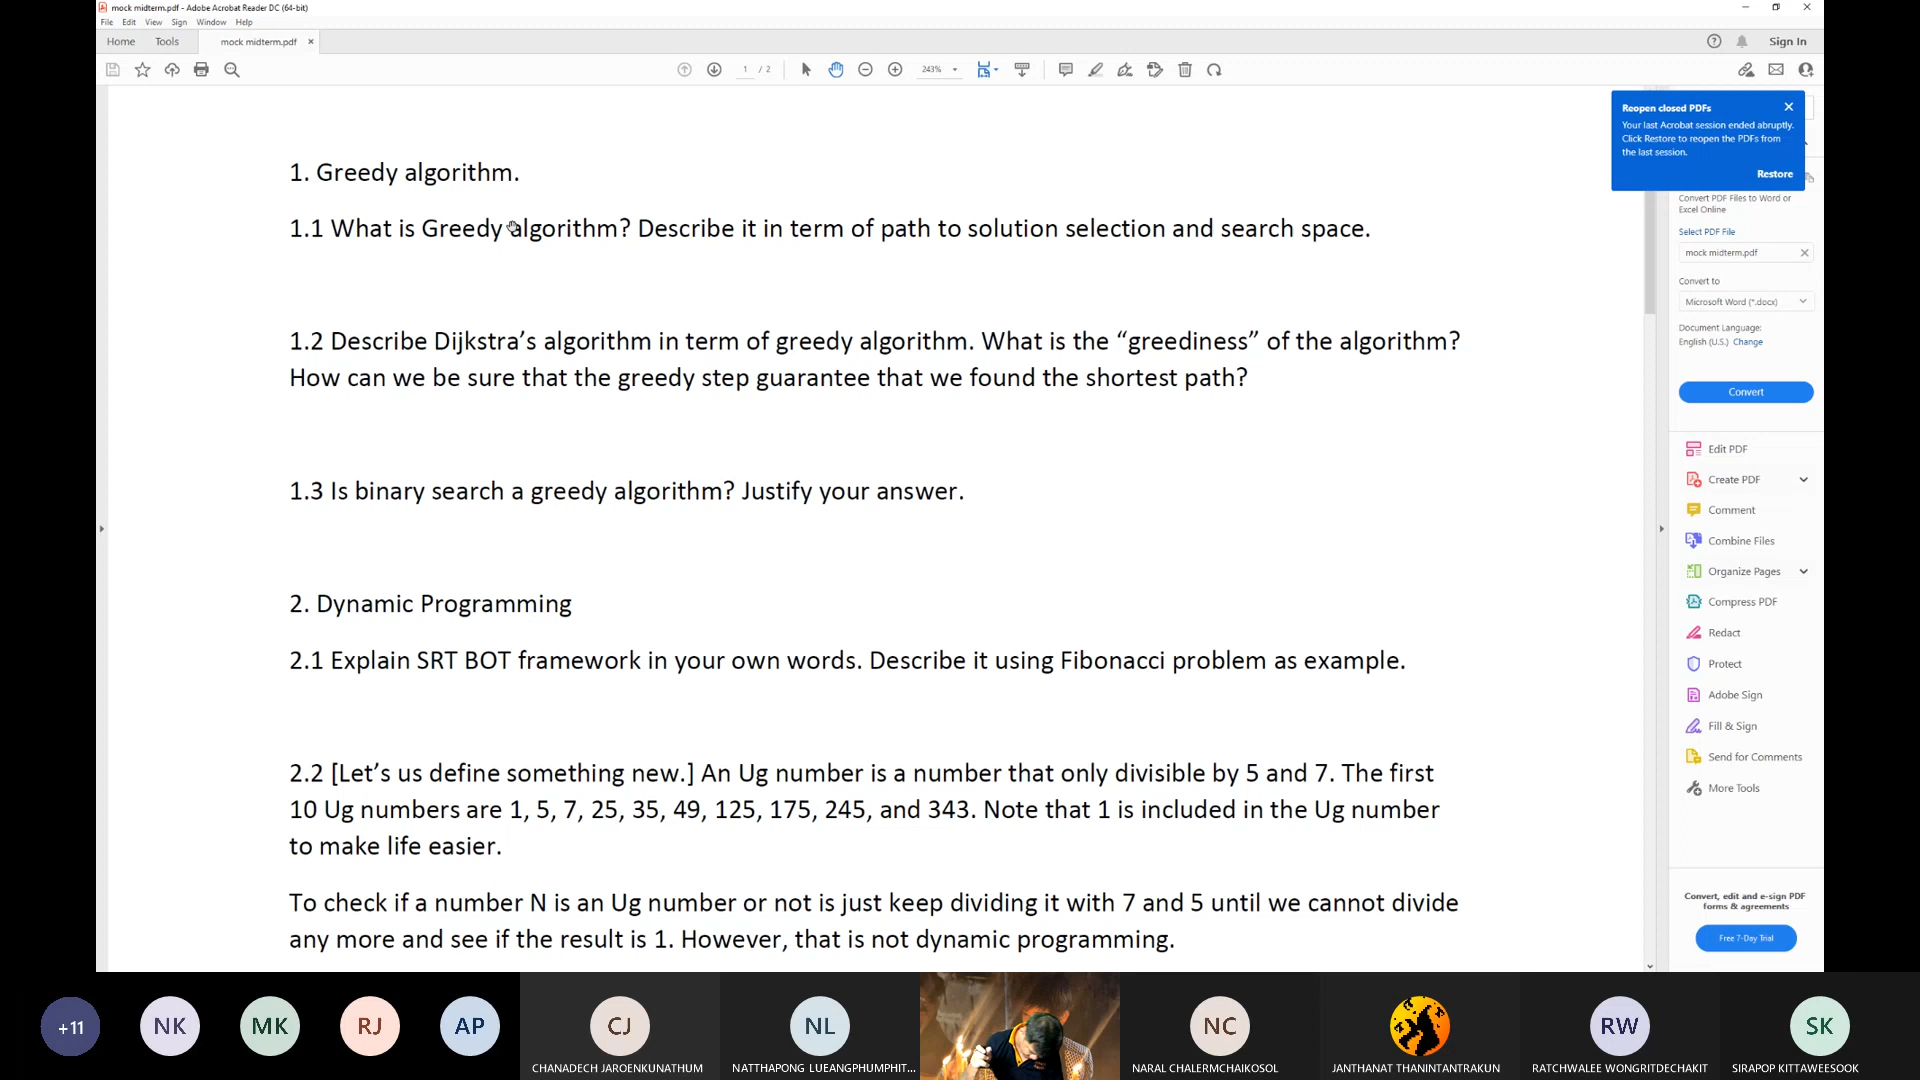 mock midterm.pdf - Adobe Acrobat Reader DC (64-bit)
File Edit View Sign Window Help
Home Tools mock midterm.pdf ×
Sign In
1 / 2
243%
Reopen closed PDFs
Your last Acrobat session ended abruptly.
Click Restore to reopen the PDFs from
the last session.
Restore
1. Greedy algorithm.
1.1 What is Greedy algorithm? Describe it in term of path to solution selection and search space.
1.2 Describe Dijkstra’s algorithm in term of greedy algorithm. What is the “greediness” of the algorithm?
How can we be sure that the greedy step guarantee that we found the shortest path?
1.3 Is binary search a greedy algorithm? Justify your answer.
2. Dynamic Programming
2.1 Explain SRT BOT framework in your own words. Describe it using Fibonacci problem as example.
2.2 [Let’s us define something new.] An Ug number is a number that only divisible by 5 and 7. The first
10 Ug numbers are 1, 5, 7, 25, 35, 49, 125, 175, 245, and 343. Note that 1 is included in the Ug number
to make life easier.
To check if a number N is an Ug number or not is just keep dividing it with 7 and 5 until we cannot divide
any more and see if the result is 1. However, that is not dynamic programming.
Convert PDF Files to Word or
Excel Online
Select PDF File
mock midterm.pdf
Convert to
Microsoft Word (*.docx)
Document Language:
English (U.S.) Change
Convert
Edit PDF
Create PDF
Comment
Combine Files
Organize Pages
Compress PDF
Redact
Protect
Adobe Sign
Fill & Sign
Send for Comments
More Tools
Convert, edit and e-sign PDF
forms & agreements
Free 7-Day Trial
+11 NK MK RJ AP CJ NL NC RW SK
CHANADECH JAROENKUNATHUM NATTHAPONG LUEANGPHUMPHIT... NARAL CHALERMCHAIKOSOL JANTHANAT THANINTANTRAKUN RATCHWALEE WONGRITDECHAKIT SIRAPOP KITTAWEESOOK